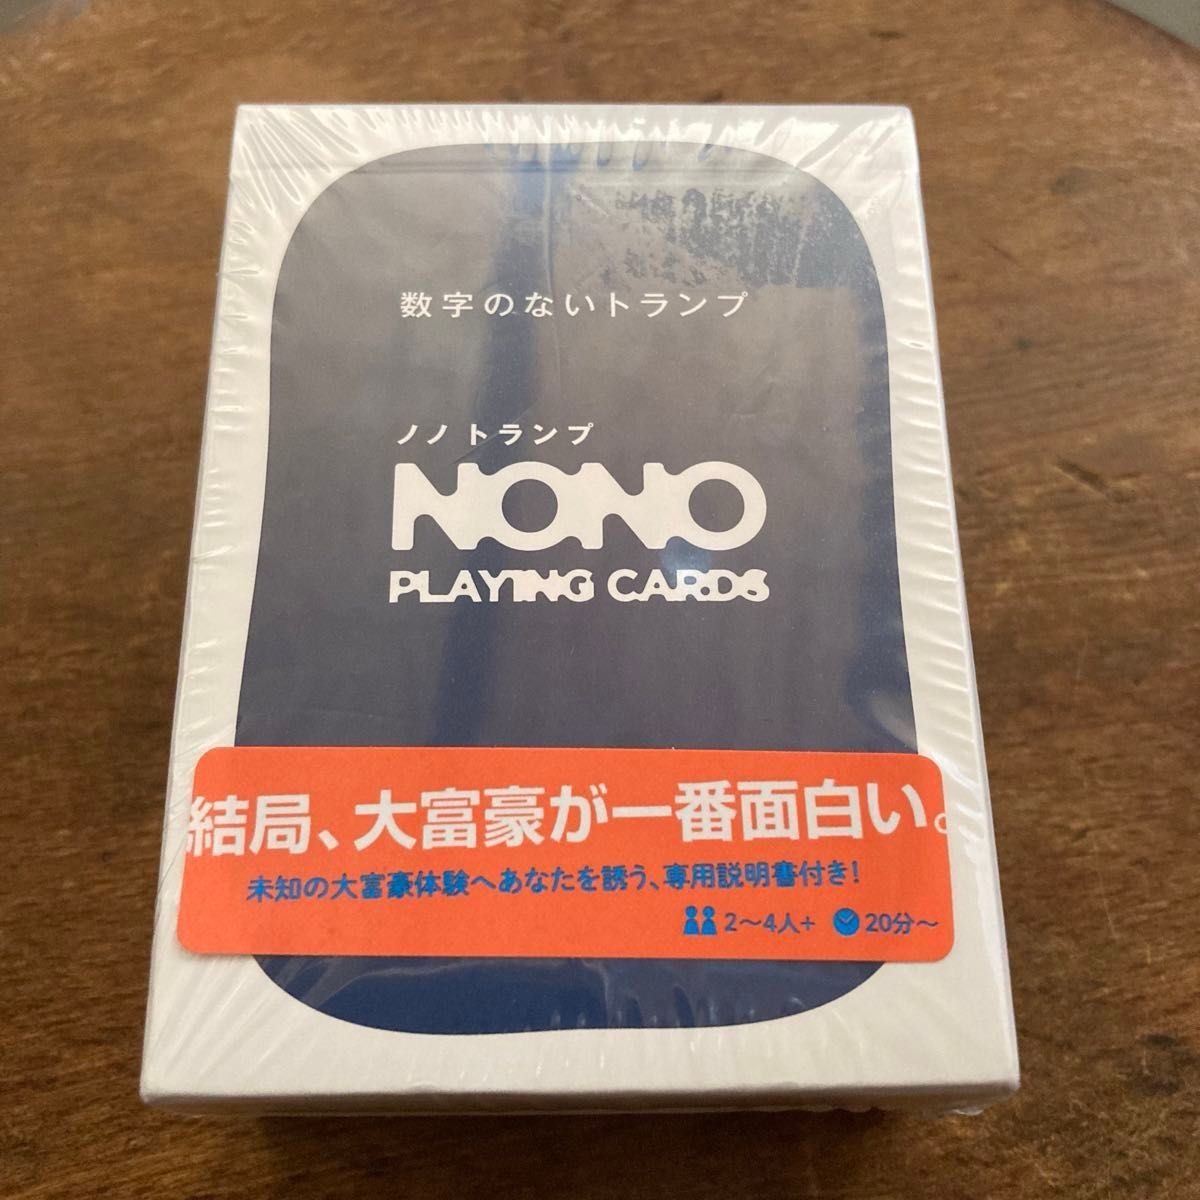 数字のないトランプ
ノノトランプ
NONO
PLAYING CARDS
結局、大富豪が一番面白い。
未知の大富豪体験へあなたを誘う、専用説明書付き!
2〜4人+ 20分〜